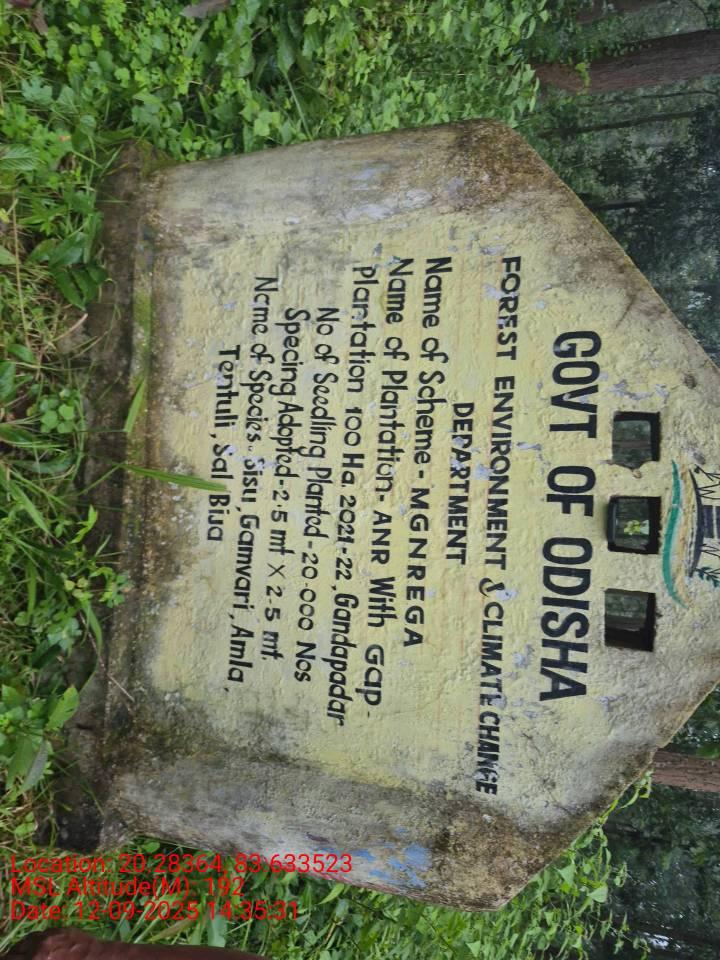 GOVT OF ODISHA
FOREST ENVIRONMENT & CLIMATE CHANGE
DEPARTMENT
Name of Scheme - MGNREGA
Name of Plantation - ANR With Gap -
Plantation 100 Ha, 2021-22, Gandapadar
No of Seedling Planted - 20.000 Nos
Specing Adopted - 2.5 mt X 2.5 mt.
Name of Species. Sisu, Gamvari, Amla,
Tentuli, Sal Bija
Location: 20.28364, 83.633523
MSL Altitude(M): 192
Date: 12-09-2025 14:35:31